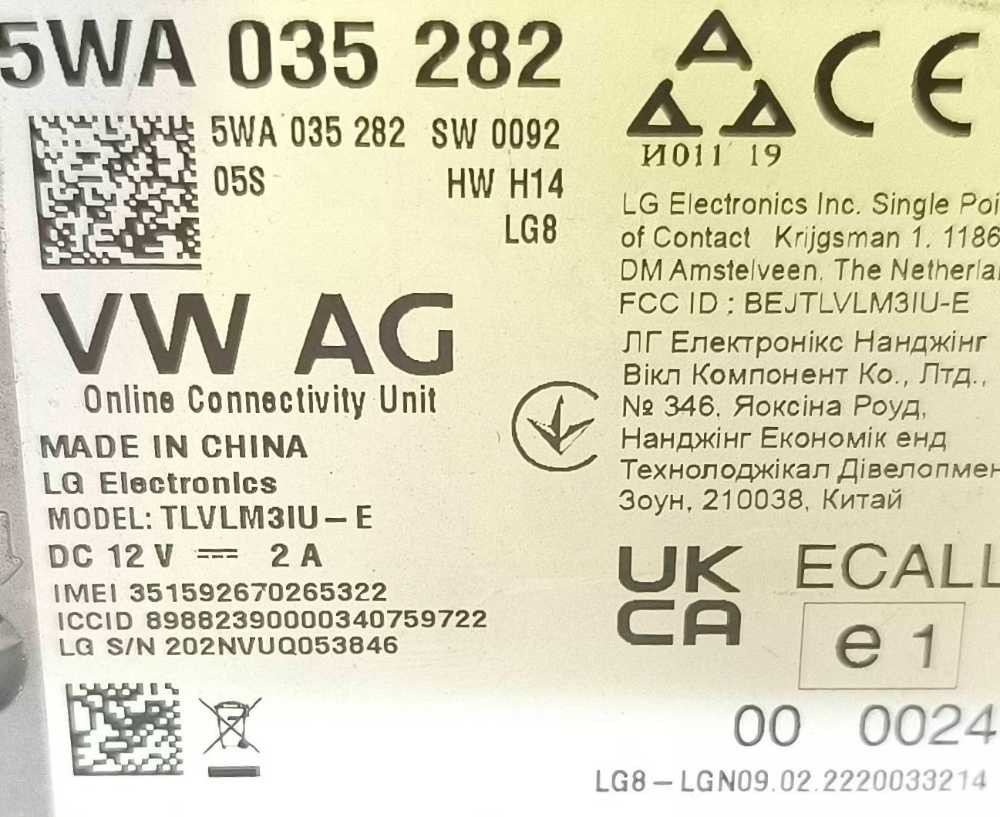 5WA 035 282
5WA 035 282 SW 0092
05S HW H14
LG8
VW AG
Online Connectivity Unit
MADE IN CHINA
LG Electronics
MODEL: TLVLM3IU-E
DC 12 V ⎓ 2 A
IMEI 351592670265322
ICCID 89882390000340759722
LG S/N 202NVUQ053846
CE
И011 19
LG Electronics Inc. Single Poi
of Contact Krijgsman 1, 1186
DM Amstelveen, The Netherla
FCC ID : BEJTLVLM3IU-E
ЛГ Електронікс Нанджінг
Вікл Компонент Ко., Лтд.,
№ 346, Яоксіна Роуд,
Нанджінг Економік енд
Технолоджікал Дівелопмен
Зоун, 210038, Китай
UK
CA
ECALL
e1
00 0024
LG8-LGN09.02.2220033214